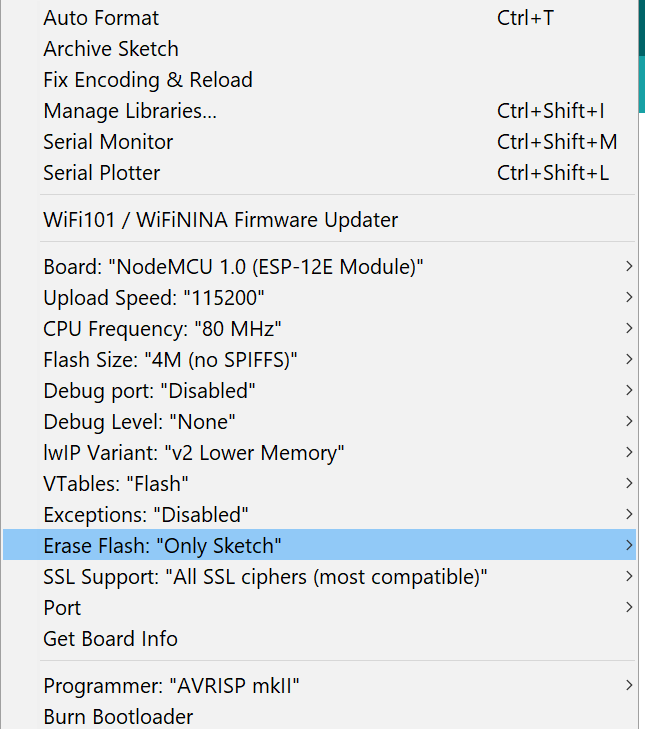 Auto Format Ctrl+T
Archive Sketch
Fix Encoding & Reload
Manage Libraries... Ctrl+Shift+I
Serial Monitor Ctrl+Shift+M
Serial Plotter Ctrl+Shift+L
WiFi101 / WiFiNINA Firmware Updater
Board: "NodeMCU 1.0 (ESP-12E Module)"
Upload Speed: "115200"
CPU Frequency: "80 MHz"
Flash Size: "4M (no SPIFFS)"
Debug port: "Disabled"
Debug Level: "None"
lwIP Variant: "v2 Lower Memory"
VTables: "Flash"
Exceptions: "Disabled"
Erase Flash: "Only Sketch"
SSL Support: "All SSL ciphers (most compatible)"
Port
Get Board Info
Programmer: "AVRISP mkII"
Burn Bootloader